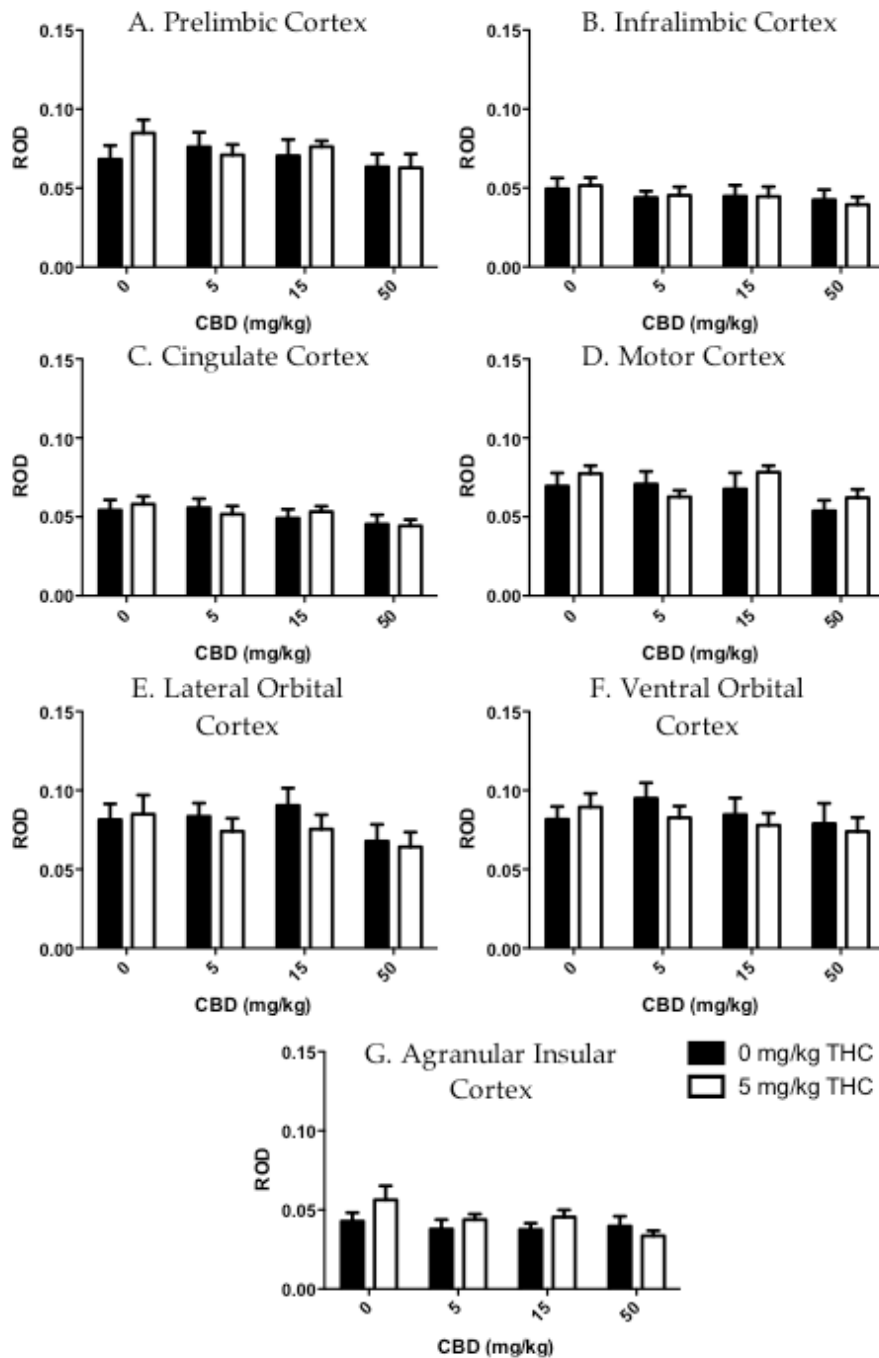 A. Prelimbic Cortex
0.15
0.10
0.05
0.00
ROD
0
5
15
50
CBD (mg/kg)
B. Infralimbic Cortex
0.15
0.10
0.05
0.00
ROD
0
5
15
50
CBD (mg/kg)
C. Cingulate Cortex
0.15
0.10
0.05
0.00
ROD
0
5
15
50
CBD (mg/kg)
D. Motor Cortex
0.15
0.10
0.05
0.00
ROD
0
5
15
50
CBD (mg/kg)
E. Lateral Orbital
Cortex
0.15
0.10
0.05
0.00
ROD
0
5
15
50
CBD (mg/kg)
F. Ventral Orbital
Cortex
0.15
0.10
0.05
0.00
ROD
0
5
15
50
CBD (mg/kg)
G. Agranular Insular
Cortex
0.15
0.10
0.05
0.00
ROD
0
5
15
50
CBD (mg/kg)
0 mg/kg THC
5 mg/kg THC